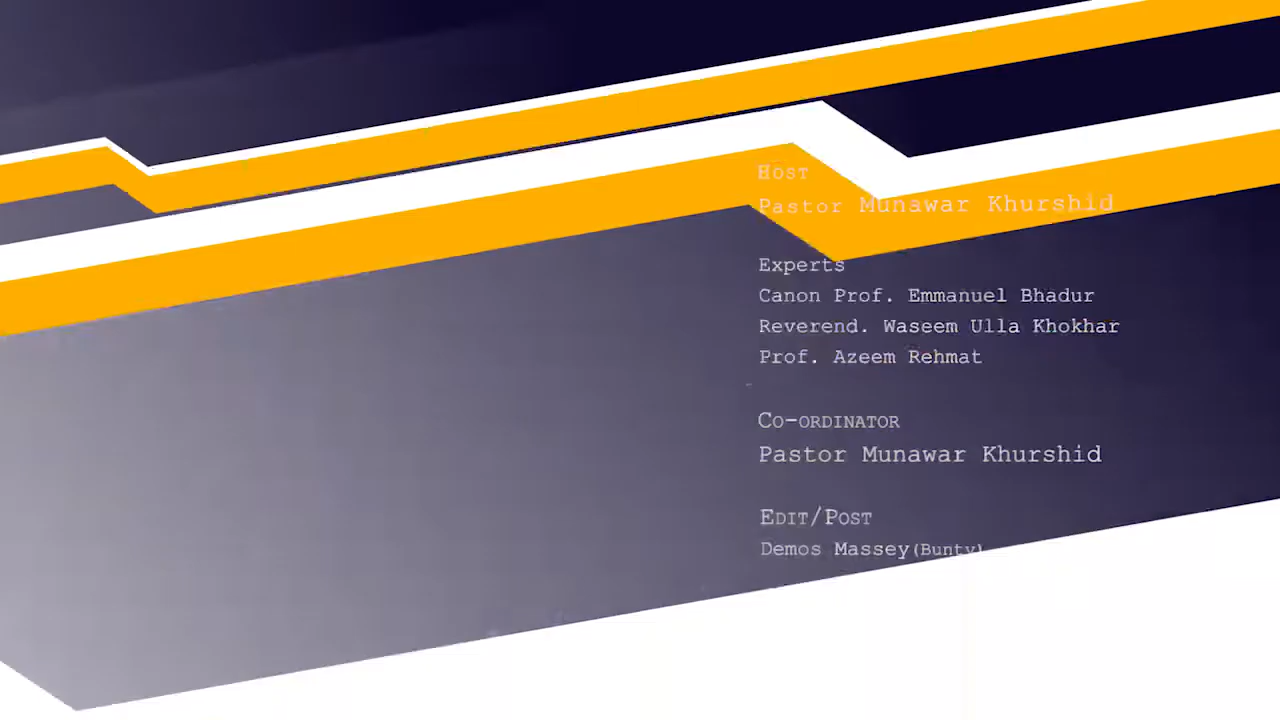 Host
Pastor Munawar Khurshid
Experts
Canon Prof. Emmanuel Bhadur
Reverend. Waseem Ulla Khokhar
Prof. Azeem Rehmat
Co-ordinator
Pastor Munawar Khurshid
Edit/Post
Demos Massey(Bunty)